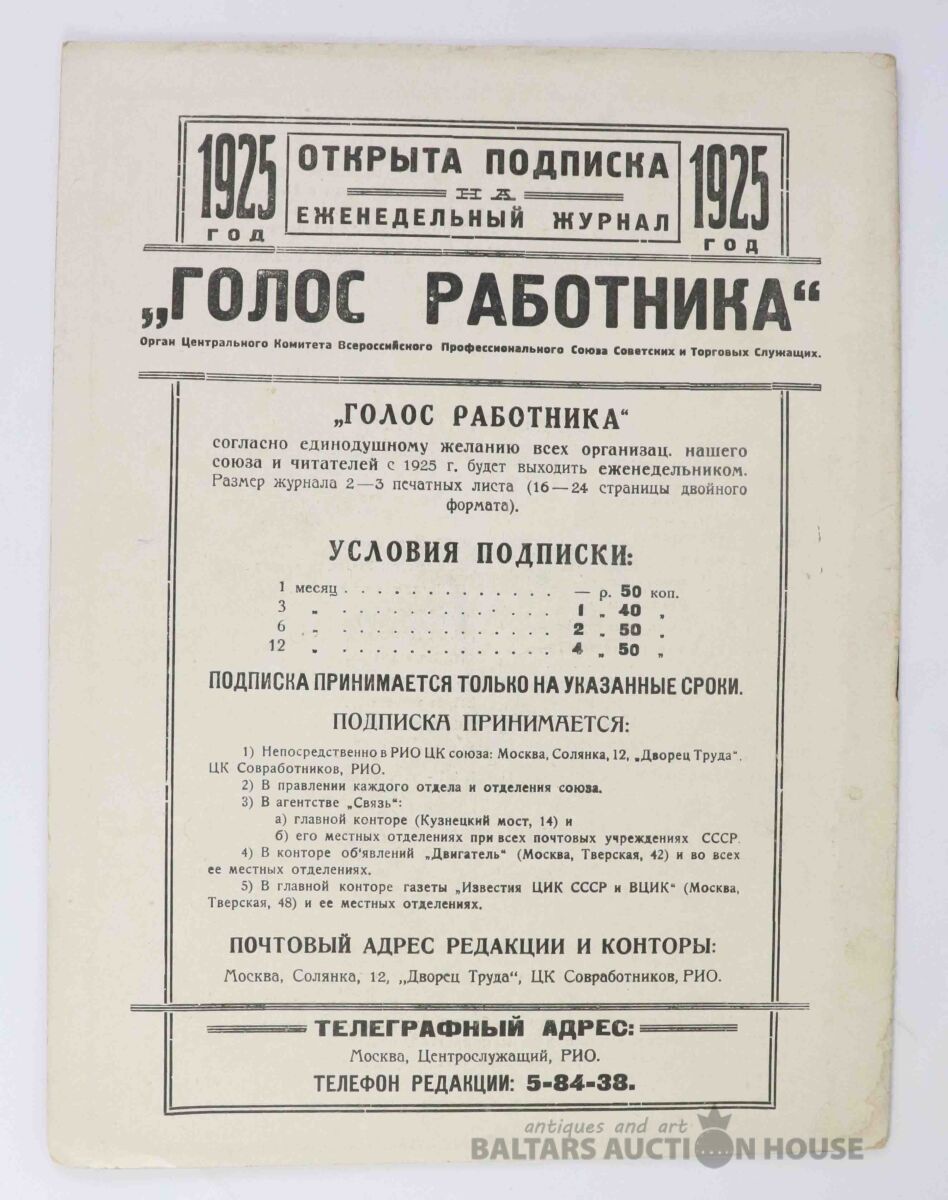 1925
ГОД
ОТКРЫТА ПОДПИСКА
НА
ЕЖЕНЕДЕЛЬНЫЙ ЖУРНАЛ
1925
ГОД
„ГОЛОС РАБОТНИКА“
Орган Центрального Комитета Всероссийского Профессионального Союза Советских и Торговых Служащих.
„ГОЛОС РАБОТНИКА“
согласно единодушному желанию всех организац. нашего
союза и читателей с 1925 г. будет выходить еженедельником.
Размер журнала 2—3 печатных листа (16—24 страницы двойного
формата).
УСЛОВИЯ ПОДПИСКИ:
1 месяц . . . . . . . . . . . . . — р. 50 коп.
3 „ . . . . . . . . . . . . . 1 „ 40 „
6 „ . . . . . . . . . . . . . 2 „ 50 „
12 „ . . . . . . . . . . . . . 4 „ 50 „
ПОДПИСКА ПРИНИМАЕТСЯ ТОЛЬКО НА УКАЗАННЫЕ СРОКИ.
ПОДПИСКА ПРИНИМАЕТСЯ:
1) Непосредственно в РИО ЦК союза: Москва, Солянка, 12, „Дворец Труда“.
ЦК Совработников, РИО.
2) В правлении каждого отдела и отделения союза.
3) В агентстве „Связь“:
а) главной конторе (Кузнецкий мост, 14) и
б) его местных отделениях при всех почтовых учреждениях СССР.
4) В конторе об'явлений „Двигатель“ (Москва, Тверская, 42) и во всех
ее местных отделениях.
5) В главной конторе газеты „Известия ЦИК СССР и ВЦИК“ (Москва,
Тверская, 48) и ее местных отделениях.
ПОЧТОВЫЙ АДРЕС РЕДАКЦИИ И КОНТОРЫ:
Москва, Солянка, 12, „Дворец Труда“, ЦК Совработников, РИО.
ТЕЛЕГРАФНЫЙ АДРЕС:
Москва, Центрослужащий, РИО.
ТЕЛЕФОН РЕДАКЦИИ: 5-84-38.
antiques and art
BALTARS AUCTION HOUSE